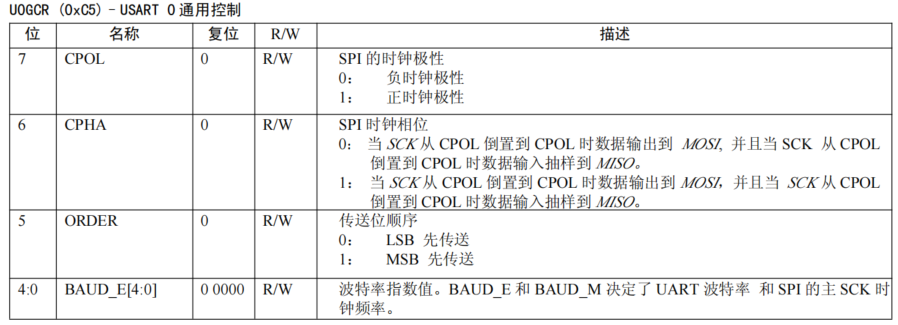 UOGCR (0xC5) - USART 0 通用控制
位 名称 复位 R/W 描述
7 CPOL 0 R/W SPI 的时钟极性
0: 负时钟极性
1: 正时钟极性
6 CPHA 0 R/W SPI 时钟相位
0: 当 SCK 从 CPOL 倒置到 CPOL 时数据输出到 MOSI, 并且当 SCK 从 CPOL
倒置到 CPOL 时数据输入抽样到 MISO。
1: 当 SCK 从 CPOL 倒置到 CPOL 时数据输出到 MOSI，并且当 SCK 从 CPOL
倒置到 CPOL 时数据输入抽样到 MISO。
5 ORDER 0 R/W 传送位顺序
0: LSB 先传送
1: MSB 先传送
4:0 BAUD_E[4:0] 0 0000 R/W 波特率指数值。BAUD_E 和 BAUD_M 决定了 UART 波特率 和 SPI 的主 SCK 时
钟频率。